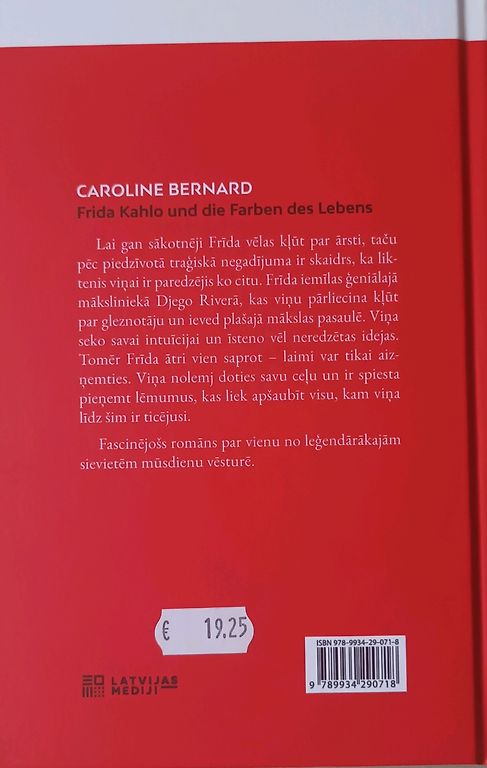 CAROLINE BERNARD
Frida Kahlo und die Farben des Lebens
Lai gan sākotnēji Frīda vēlas kļūt par ārsti, taču
pēc piedzīvotā traģiskā negadījuma ir skaidrs, ka lik-
tenis viņai ir paredzējis ko citu. Frīda iemīlas ģeniālajā
māksliniekā Djego Riverā, kas viņu pārliecina kļūt
par gleznotāju un ieved plašajā mākslas pasaulē. Viņa
seko savai intuīcijai un īsteno vēl neredzētas idejas.
Tomēr Frīda ātri vien saprot – laimi var tikai aiz-
ņemties. Viņa nolemj doties savu ceļu un ir spiesta
pieņemt lēmumus, kas liek apšaubīt visu, kam viņa
līdz šim ir ticējusi.
Fascinējošs romāns par vienu no leģendārākajām
sievietēm mūsdienu vēsturē.
€ 19.25
ISBN 978-9934-29-071-8
9 789934 290718
LATVIJAS
MEDIJI